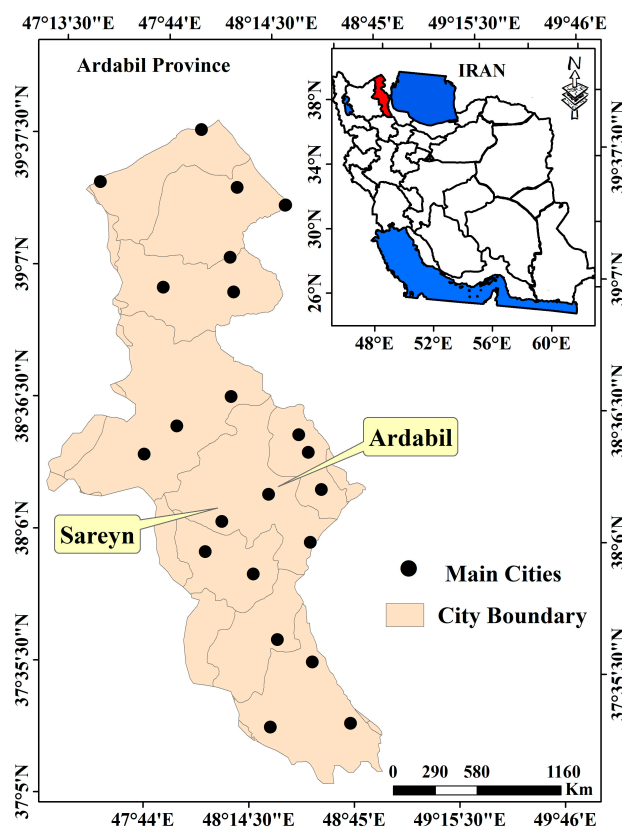 47°13'30"E 47°44'E 48°14'30"E 48°45'E 49°15'30"E 49°46'E
Ardabil Province
IRAN
N
38°N
34°N
30°N
26°N
48°E 52°E 56°E 60°E
39°37'30"N
39°7'N
38°36'30"N
38°6'N
37°35'30"N
37°5'N
39°37'30"N
39°7'N
38°36'30"N
38°6'N
37°35'30"N
37°5'N
Ardabil
Sareyn
Main Cities
City Boundary
0 290 580 1160
Km
47°44'E 48°14'30"E 48°45'E 49°15'30"E 49°46'E